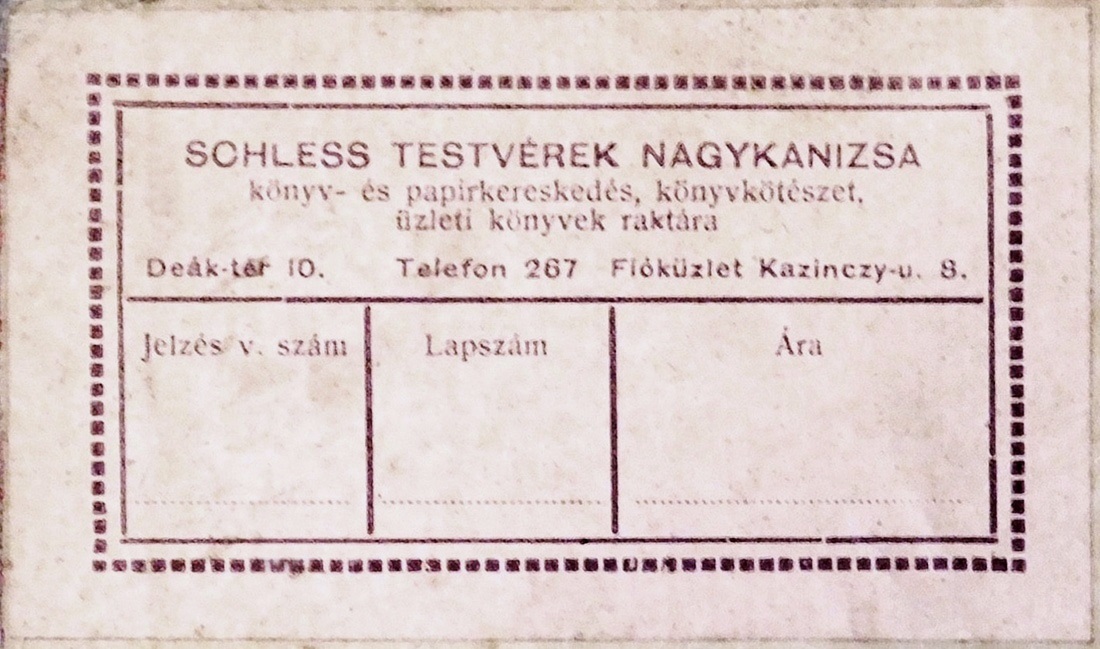 SCHLESS TESTVÉREK NAGYKANIZSA
könyv- és papirkereskedés, könyvkötészet,
üzleti könyvek raktára
Deák-tér 10. Telefon 267 Fióküzlet Kazinczy-u. 8.
Jelzés v. szám Lapszám Ára